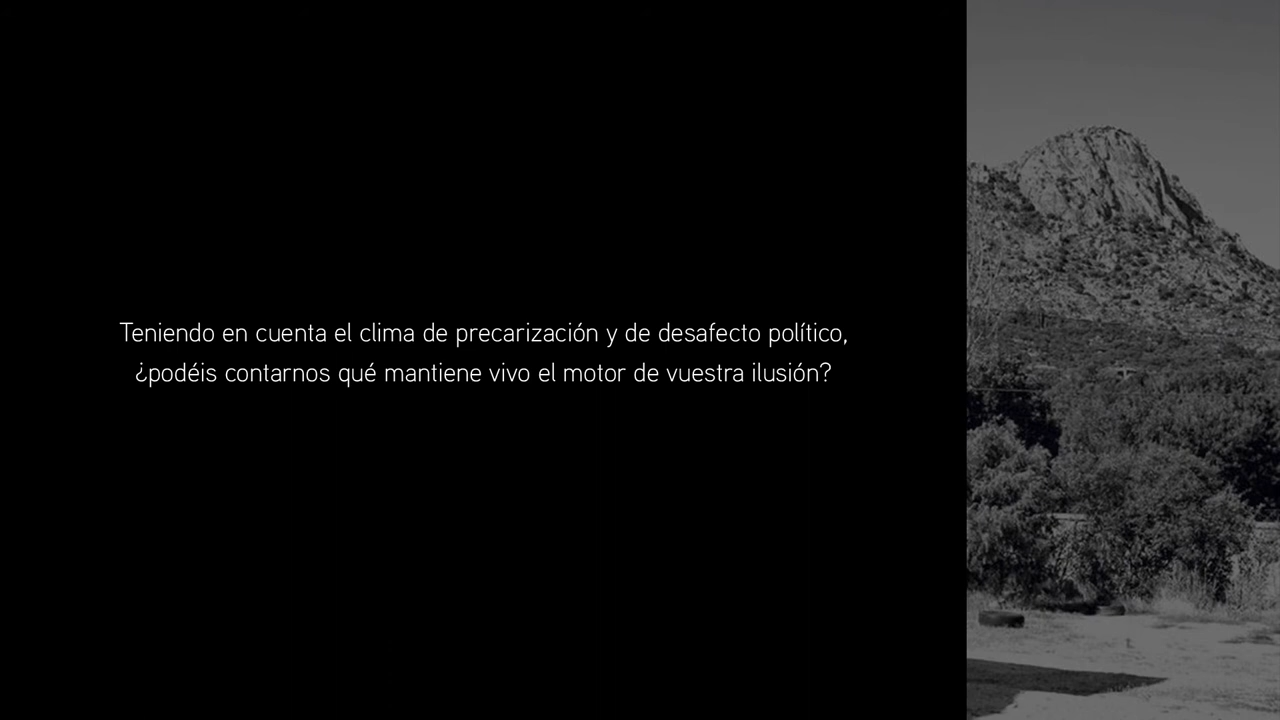 Teniendo en cuenta el clima de precarización y de desafecto político,
¿podéis contarnos qué mantiene vivo el motor de vuestra ilusión?